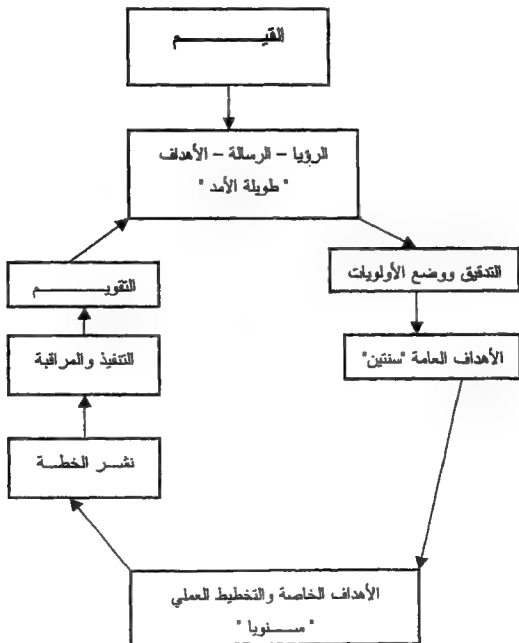 القيـــــــــم
الرؤيا – الرسالة – الأهداف
" طويلة الأمد "
التدقيق ووضع الأولويات
الأهداف العامة "سنتين"
الأهداف الخاصة والتخطيط العملي
" ســـنويا "
نشـــر الخطـــة
التنفيذ والمراقبة
التقويـــــــــم